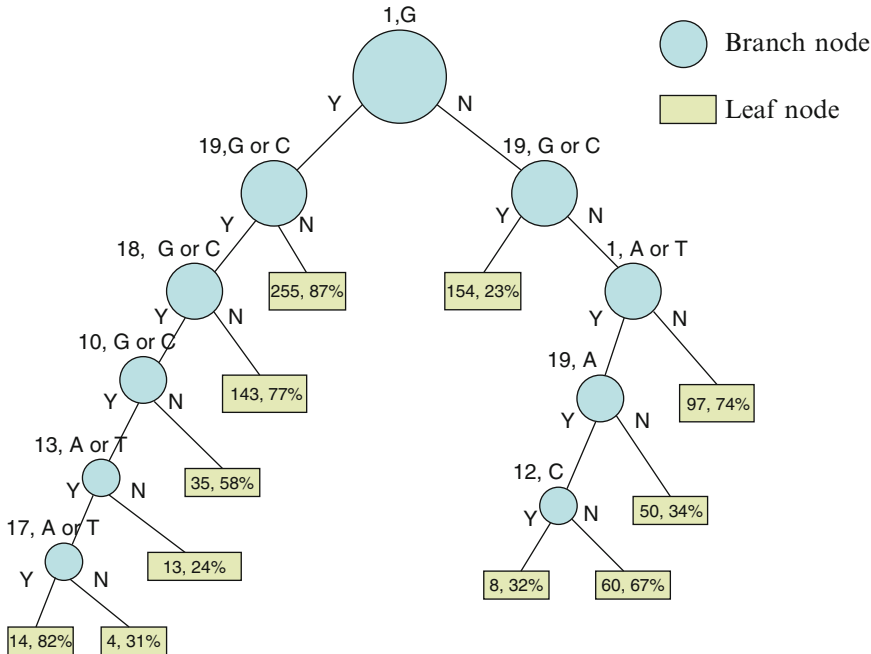 1,G
Branch node
Y
N
Leaf node
19,G or C
19, G or C
Y
N
Y
N
18, G or C
1, A or T
255, 87%
154, 23%
Y
N
Y
N
10, G or C
19, A
143, 77%
97, 74%
Y
N
Y
N
13, A or T
12, C
35, 58%
50, 34%
Y
N
Y
N
17, A or T
13, 24%
8, 32%
60, 67%
Y
N
14, 82%
4, 31%